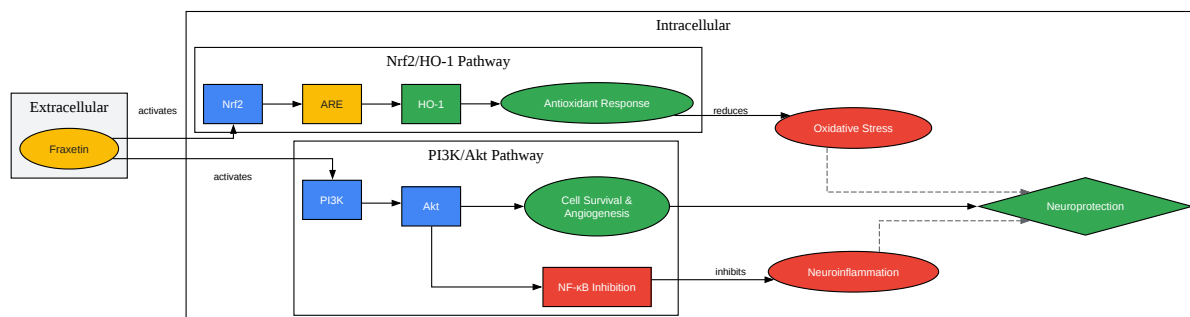 Intracellular
Nrf2/HO-1 Pathway
Extracellular
activates
Nrf2
ARE
HO-1
Antioxidant Response
reduces
Oxidative Stress
Fraxetin
PI3K/Akt Pathway
activates
PI3K
Akt
Cell Survival &
Angiogenesis
Neuroprotection
NF-κB Inhibition
inhibits
Neuroinflammation